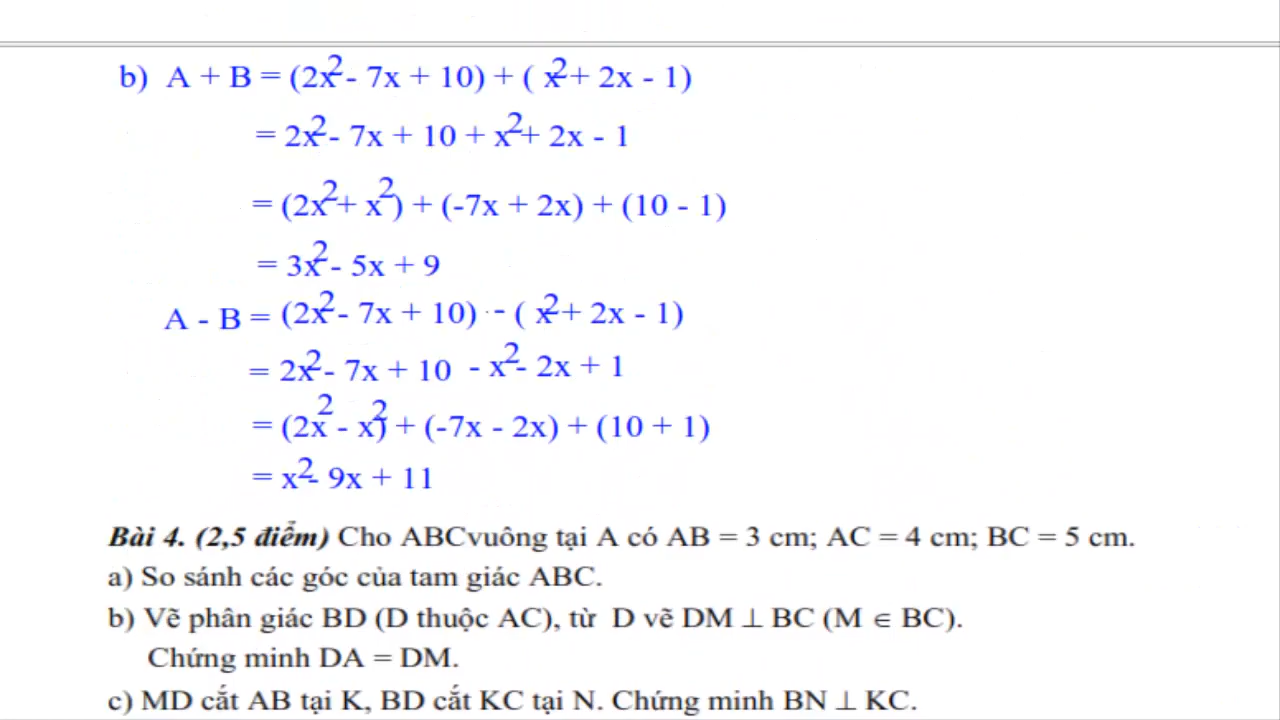 b) A + B = (2x²- 7x + 10) + ( x²+ 2x - 1)
= 2x²- 7x + 10 + x²+ 2x - 1
= (2x²+ x²) + (-7x + 2x) + (10 - 1)
= 3x²- 5x + 9
A - B = (2x²- 7x + 10) - ( x²+ 2x - 1)
= 2x²- 7x + 10 - x²- 2x + 1
= (2x² - x²) + (-7x - 2x) + (10 + 1)
= x²- 9x + 11
Bài 4. (2,5 điểm) Cho ABCvuông tại A có AB = 3 cm; AC = 4 cm; BC = 5 cm.
a) So sánh các góc của tam giác ABC.
b) Vẽ phân giác BD (D thuộc AC), từ D vẽ DM ⊥ BC (M ∈ BC).
Chứng minh DA = DM.
c) MD cắt AB tại K, BD cắt KC tại N. Chứng minh BN ⊥ KC.